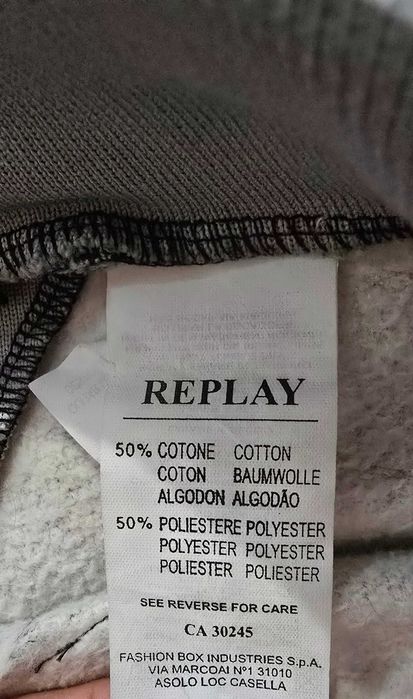 REPLAY
50% COTONE COTTON
COTON BAUMWOLLE
ALGODON ALGODÃO
50% POLIESTERE POLYESTER
POLYESTER POLYESTER
POLIESTER POLIESTER
SEE REVERSE FOR CARE
CA 30245
FASHION BOX INDUSTRIES S.p.A.
VIA MARCOAI N°1 31010
ASOLO LOC CASELLA